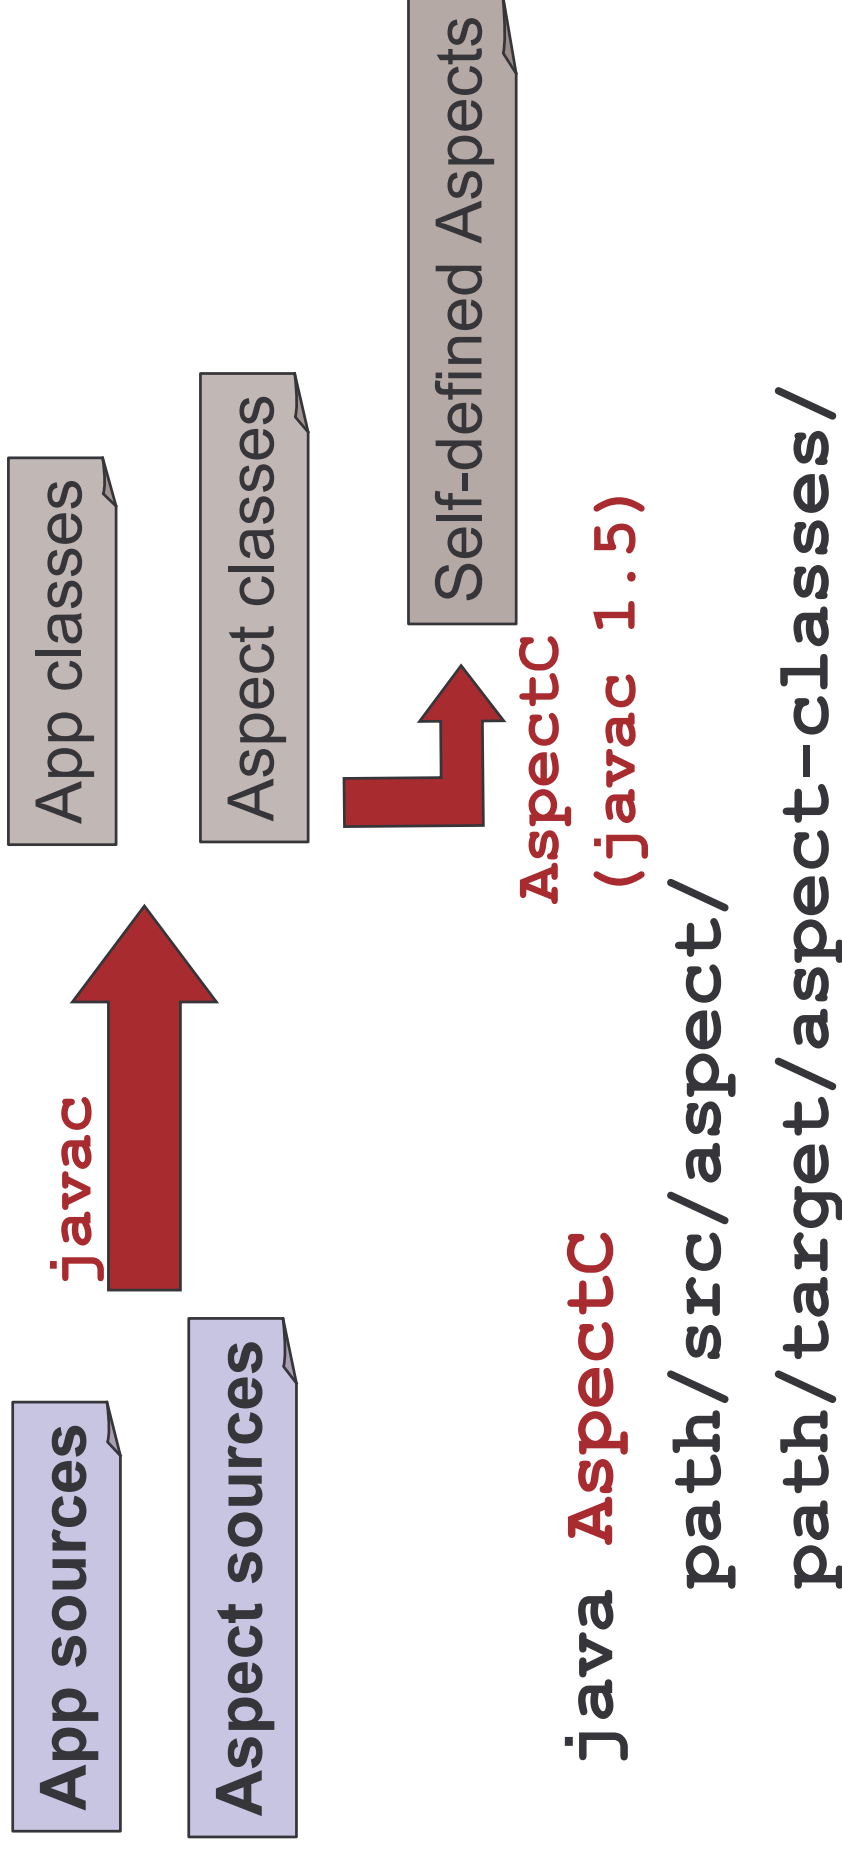 App sources
Aspect sources
javac
App classes
Aspect classes
AspectC
(javac 1.5)
Self-defined Aspects
java AspectC
path/src/aspect/
path/target/aspect-classes/